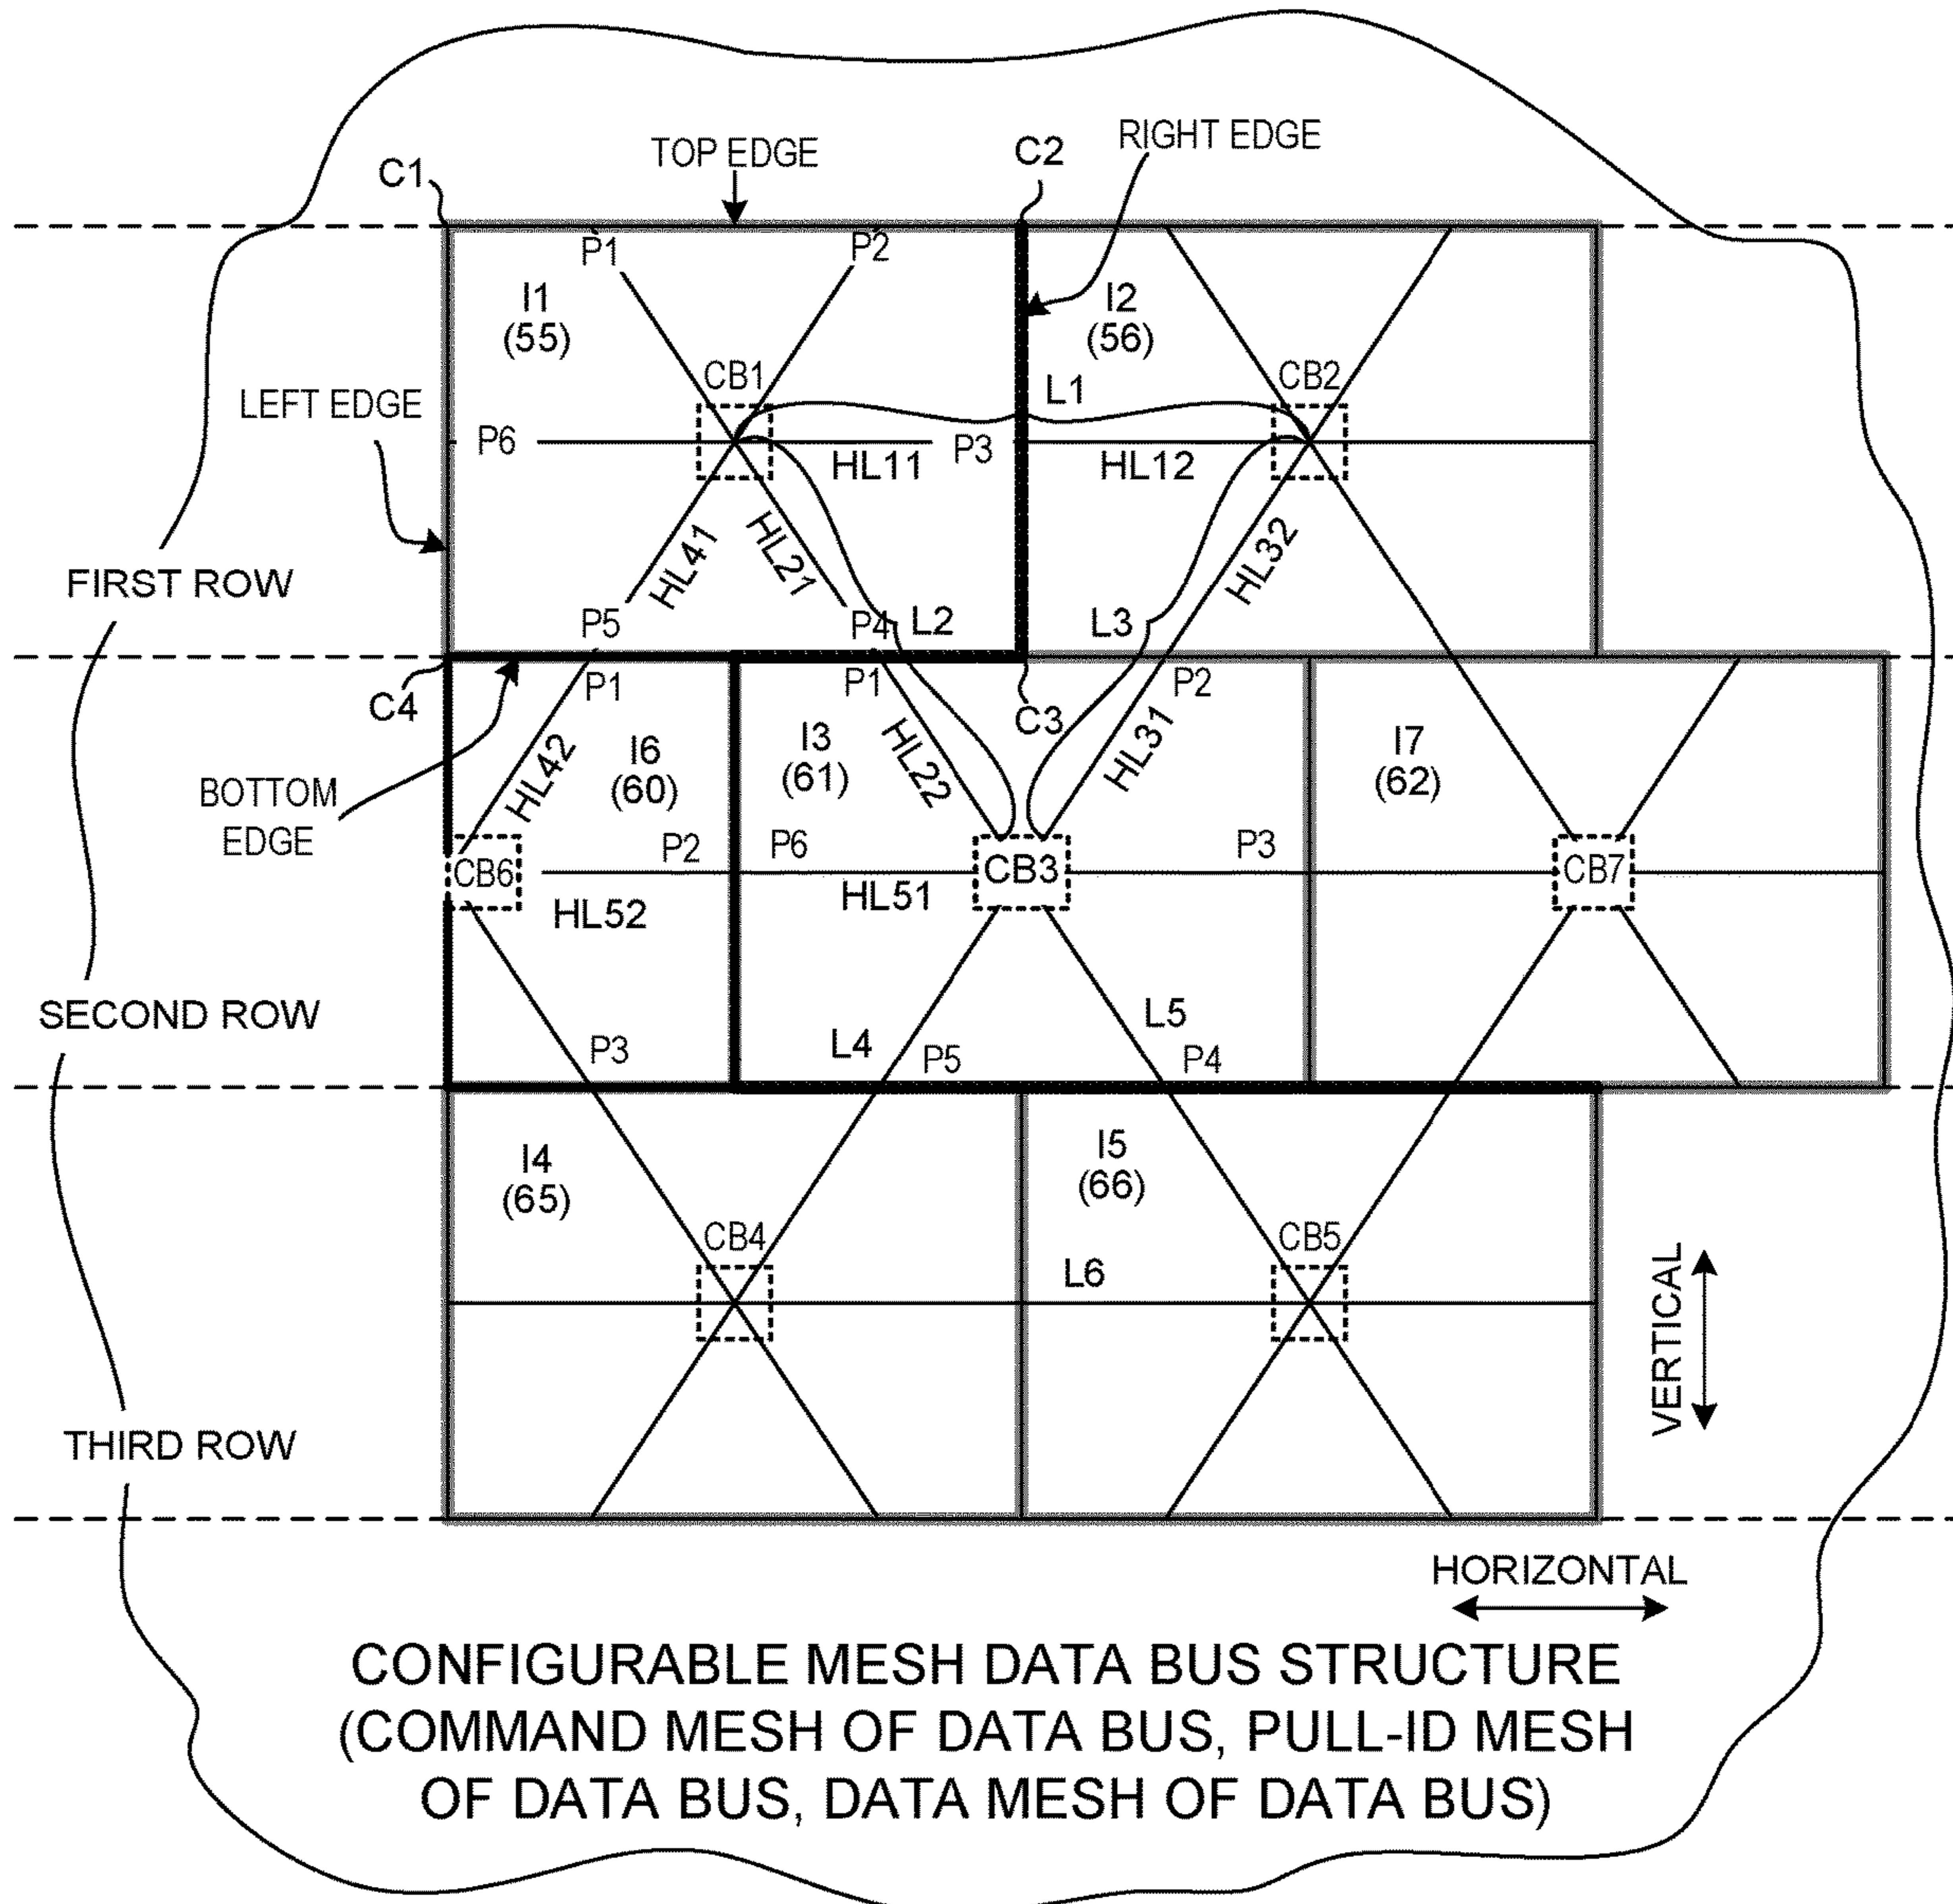 RIGHT EDGE
C2
TOP EDGE
C1
P1
P2
I1
(55)
I2
(56)
CB1
CB2
L1
LEFT EDGE
P6
P3
HL11
HL12
HL41
HL21
HL32
FIRST ROW
P5
P4
L2
L3
P1
P1
P2
C4
C3
HL42
I6
(60)
I3
(61)
HL22
HL31
I7
(62)
BOTTOM
EDGE
P2
P6
P3
CB6
CB3
CB7
HL52
HL51
SECOND ROW
L5
L4
P3
P5
P4
I4
(65)
I5
(66)
CB4
CB5
L6
VERTICAL
THIRD ROW
HORIZONTAL
CONFIGURABLE MESH DATA BUS STRUCTURE
(COMMAND MESH OF DATA BUS, PULL-ID MESH
OF DATA BUS, DATA MESH OF DATA BUS)